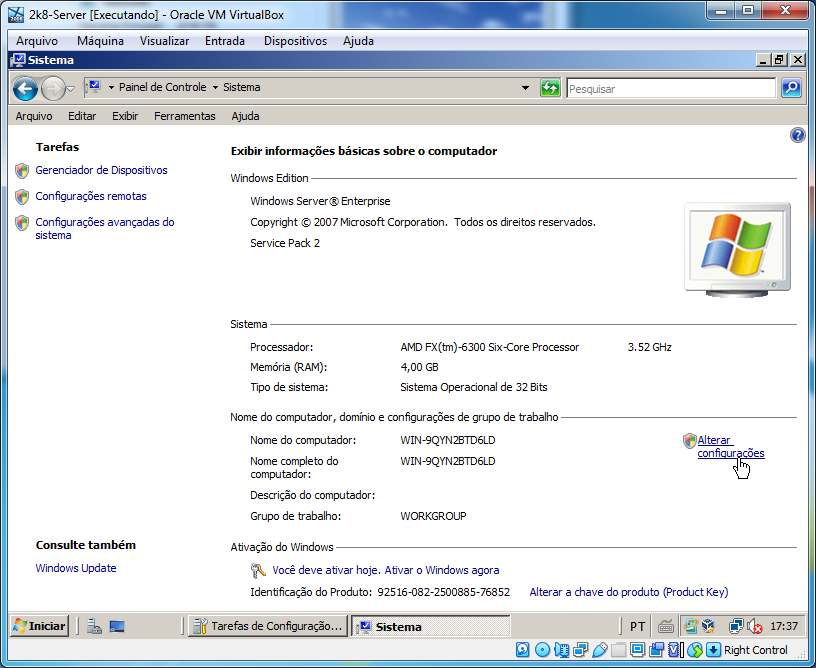 2k8-Server [Executando] - Oracle VM VirtualBox
Arquivo Máquina Visualizar Entrada Dispositivos Ajuda
Sistema
Painel de Controle Sistema
Pesquisar
Arquivo Editar Exibir Ferramentas Ajuda
Tarefas
Gerenciador de Dispositivos
Configurações remotas
Configurações avançadas do
sistema
Exibir informações básicas sobre o computador
Windows Edition
Windows Server® Enterprise
Copyright © 2007 Microsoft Corporation. Todos os direitos reservados.
Service Pack 2
Sistema
Processador: AMD FX(tm)-6300 Six-Core Processor 3.52 GHz
Memória (RAM): 4,00 GB
Tipo de sistema: Sistema Operacional de 32 Bits
Nome do computador, domínio e configurações de grupo de trabalho
Nome do computador: WIN-9QYN2BTD6LD
Alterar
configurações
Nome completo do WIN-9QYN2BTD6LD
computador:
Descrição do computador:
Grupo de trabalho: WORKGROUP
Consulte também
Windows Update
Ativação do Windows
Você deve ativar hoje. Ativar o Windows agora
Identificação do Produto: 92516-082-2500885-76852 Alterar a chave do produto (Product Key)
Iniciar Tarefas de Configuração... Sistema PT 17:37
Right Control